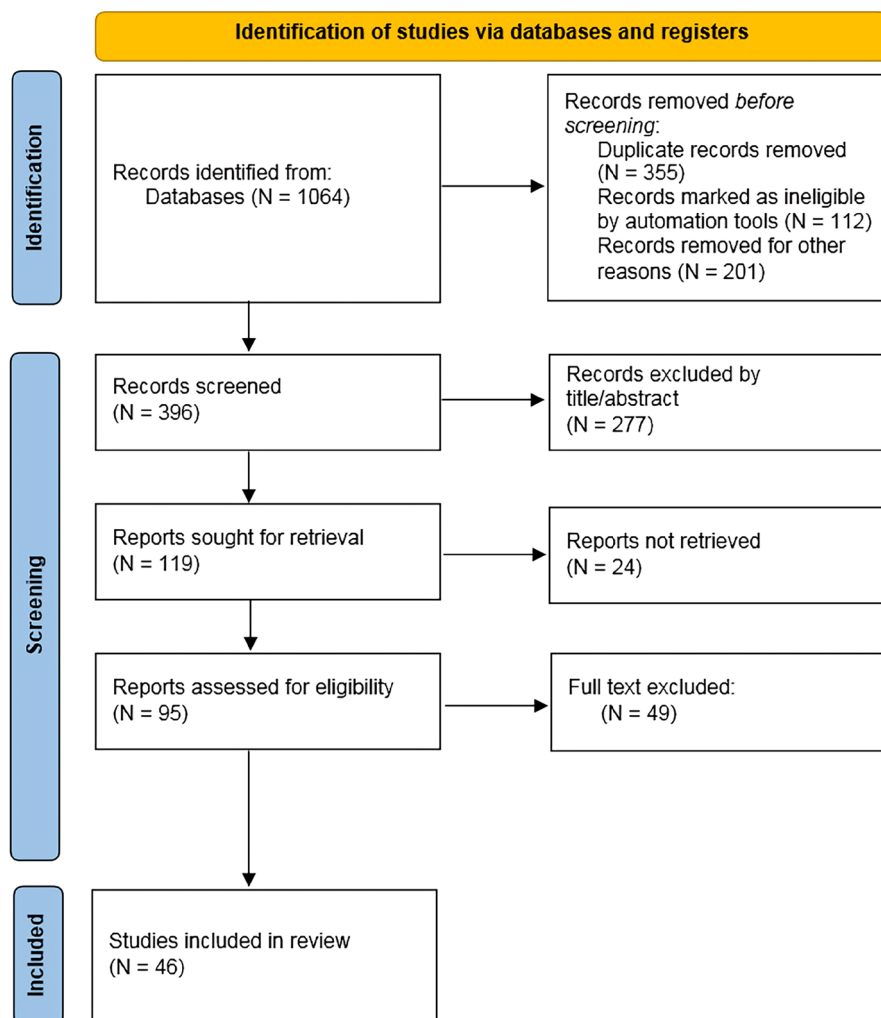 Identification of studies via databases and registers
Identification
Records identified from:
Databases (N = 1064)
Records removed before
screening:
Duplicate records removed
(N = 355)
Records marked as ineligible
by automation tools (N = 112)
Records removed for other
reasons (N = 201)
Screening
Records screened
(N = 396)
Records excluded by
title/abstract
(N = 277)
Reports sought for retrieval
(N = 119)
Reports not retrieved
(N = 24)
Reports assessed for eligibility
(N = 95)
Full text excluded:
(N = 49)
Included
Studies included in review
(N = 46)